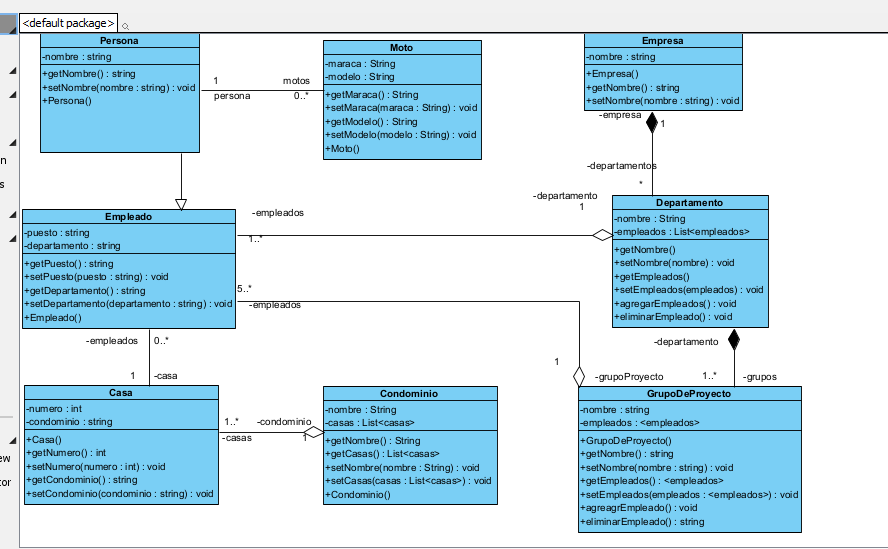 <default package>
Persona
-nombre : string
+getNombre() : string
+setNombre(nombre : string) : void
+Persona()
1
persona
motos
0..*
Moto
-maraca : String
-modelo : String
+getMaraca() : String
+setMaraca(maraca : String) : void
+getModelo() : String
+setModelo(modelo : String) : void
+Moto()
Empresa
-nombre : string
+Empresa()
+getNombre() : string
+setNombre(nombre : string) : void
-empresa
1
-departamentos
*
-departamento
1
Departamento
-nombre : String
-empleados : List<empleados>
+getNombre()
+setNombre(nombre) : void
+getEmpleados()
+setEmpleados(empleados) : void
+agregarEmpleados() : void
+eliminarEmpleado() : void
Empleado
-puesto : string
-departamento : string
+getPuesto() : string
+setPuesto(puesto : string) : void
+getDepartamento() : string
+setDepartamento(departamento : string) : void
+Empleado()
-empleados
1..*
5..*
-empleados
-empleados
0..*
1
-casa
1
-grupoProyecto
-departamento
1..*
-grupos
Casa
-numero : int
-condominio : string
+Casa()
+getNumero() : int
+setNumero(numero : int) : void
+getCondominio() : string
+setCondominio(condominio : string) : void
1..*
-casas
-condominio
1
Condominio
-nombre : String
-casas : List<casas>
+getNombre() : String
+getCasas() : List<casas>
+setNombre(nombre : String) : void
+setCasas(casas : List<casas>) : void
+Condominio()
GrupoDeProyecto
-nombre : string
-empleados : <empleados>
+GrupoDeProyecto()
+getNombre() : string
+setNombre(nombre : string) : void
+getEmpleados() : <empleados>
+setEmpleados(empleados : <empleados>) : void
+agreagrEmpleado() : void
+eliminarEmpleado() : string
n
s
ew
tor